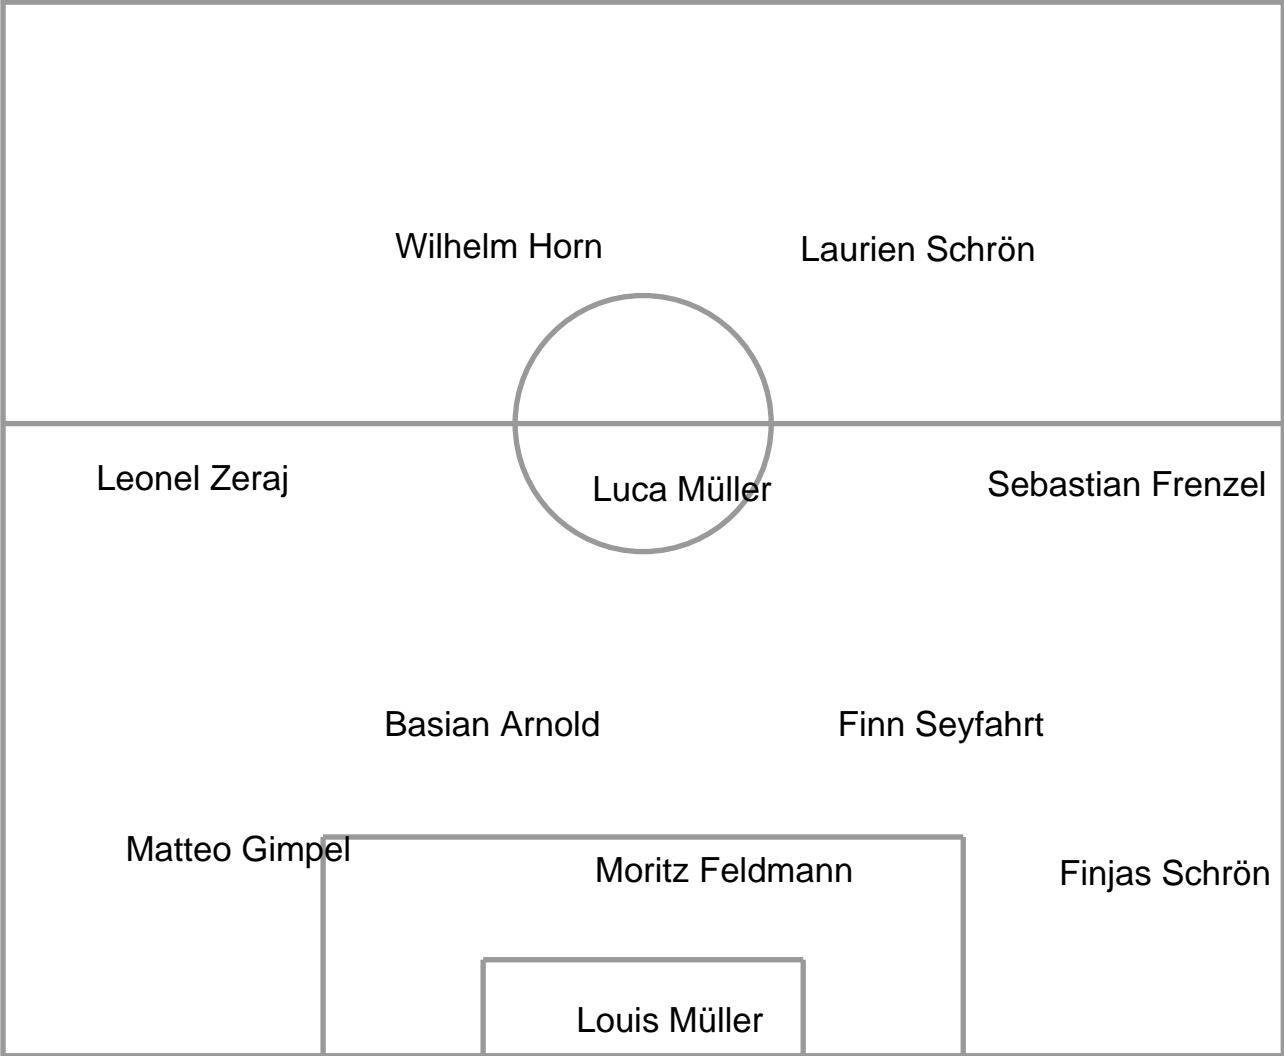 Wilhelm Horn
Laurien Schrön
Leonel Zeraj
Luca Müller
Sebastian Frenzel
Basian Arnold
Finn Seyfahrt
Matteo Gimpel
Moritz Feldmann
Finjas Schrön
Louis Müller